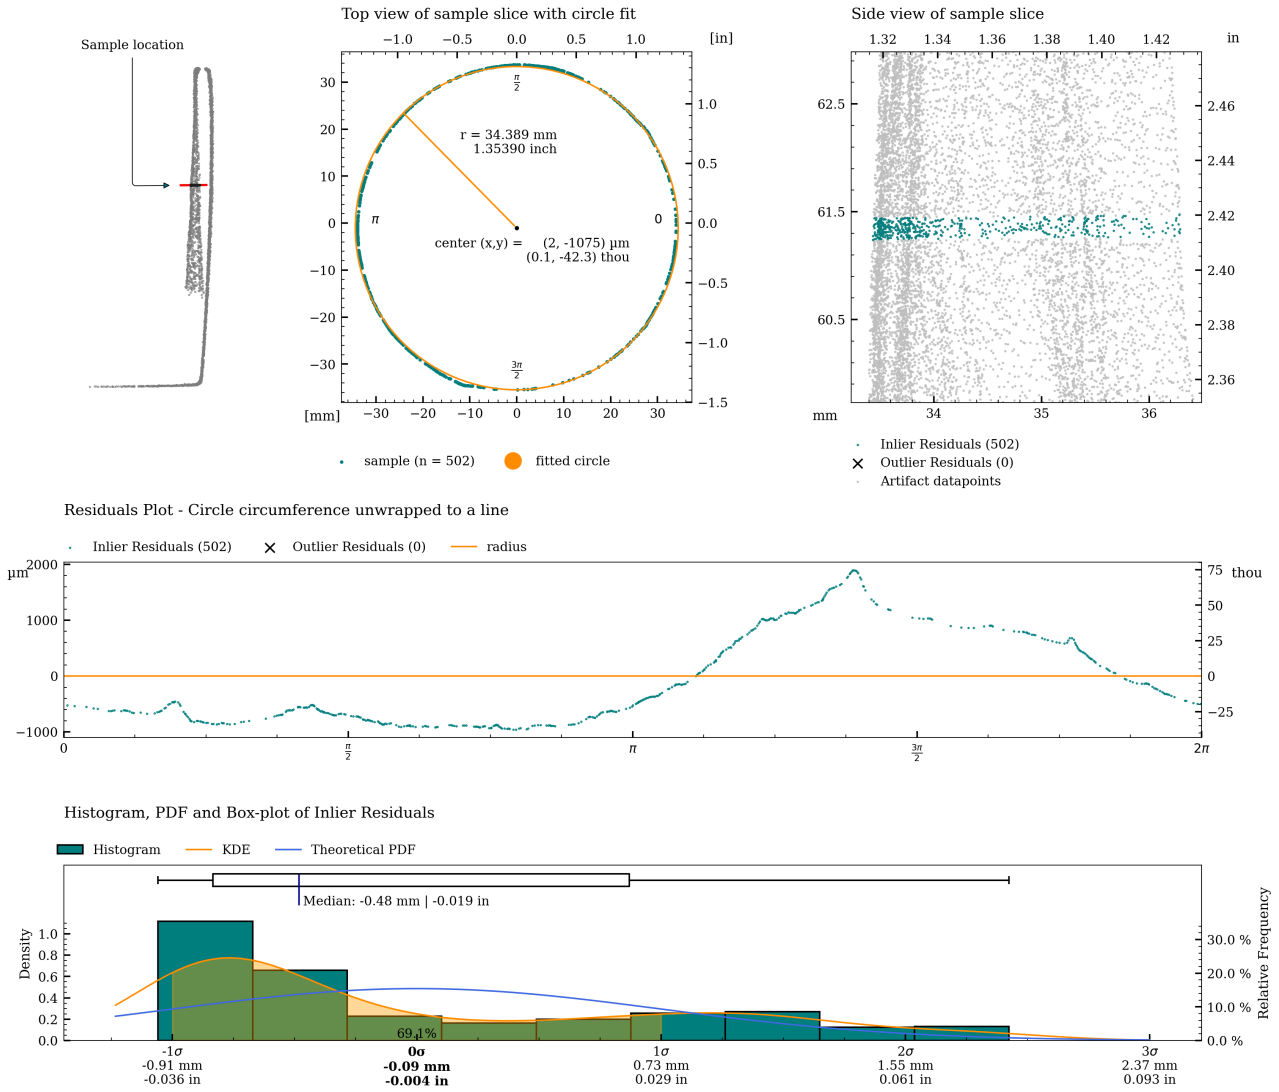 Sample location
Top view of sample slice with circle fit
−1.0 −0.5 0.0 0.5 1.0 [in]
30
20
10
0
−10
−20
−30
1.0
0.5
0.0
−0.5
−1.0
−1.5
π/2
r = 34.389 mm
1.35390 inch
π 0
center (x,y) = (2, -1075) µm
(0.1, -42.3) thou
3π/2
[mm] −30 −20 −10 0 10 20 30
sample (n = 502) fitted circle
Side view of sample slice
1.32 1.34 1.36 1.38 1.40 1.42 in
62.5
61.5
60.5
2.46
2.44
2.42
2.40
2.38
2.36
mm 34 35 36
Inlier Residuals (502)
Outlier Residuals (0)
Artifact datapoints
Residuals Plot - Circle circumference unwrapped to a line
Inlier Residuals (502) Outlier Residuals (0) radius
µm
2000
1000
0
−1000
75 thou
50
25
0
−25
0 π/2 π 3π/2 2π
Histogram, PDF and Box-plot of Inlier Residuals
Histogram KDE Theoretical PDF
Median: -0.48 mm | -0.019 in
Density
1.0
0.8
0.6
0.4
0.2
0.0
69.1%
30.0 %
20.0 %
10.0 %
0.0 %
Relative Frequency
-1σ 0σ 1σ 2σ 3σ
-0.91 mm -0.09 mm 0.73 mm 1.55 mm 2.37 mm
-0.036 in -0.004 in 0.029 in 0.061 in 0.093 in